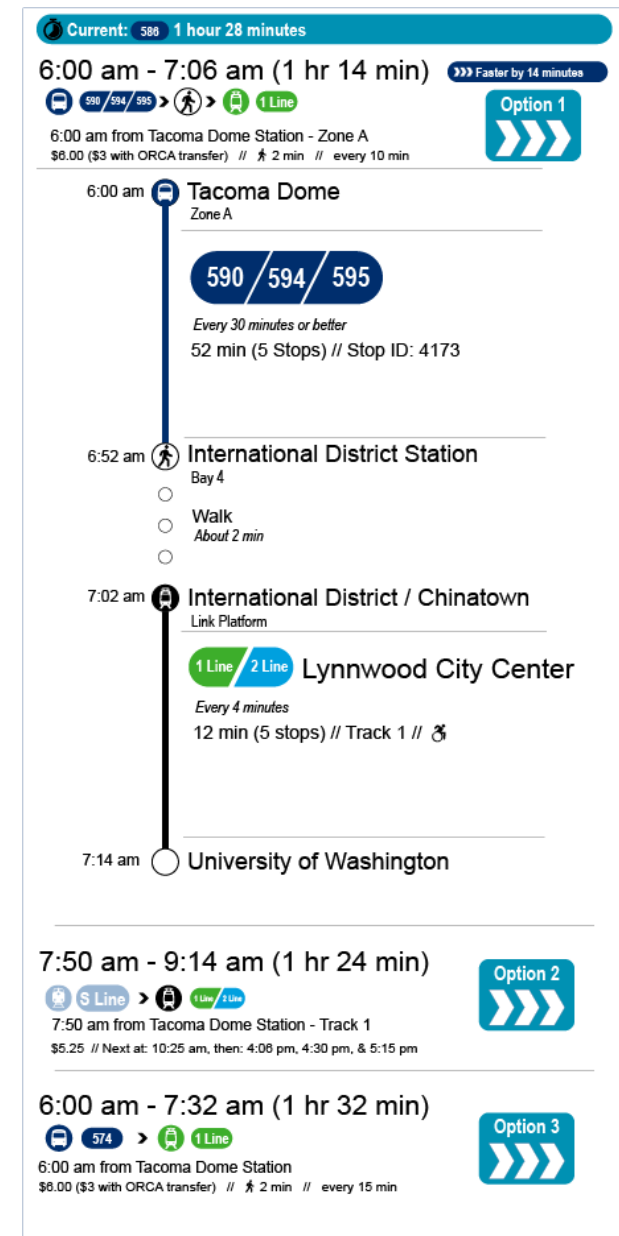 Current: 586 1 hour 28 minutes
6:00 am - 7:06 am (1 hr 14 min)
Faster by 14 minutes
590/594/595 > > 1 Line
Option 1
6:00 am from Tacoma Dome Station - Zone A
$6.00 ($3 with ORCA transfer) // 2 min // every 10 min
6:00 am Tacoma Dome
Zone A
590/594/595
Every 30 minutes or better
52 min (5 Stops) // Stop ID: 4173
6:52 am International District Station
Bay 4
Walk
About 2 min
7:02 am International District / Chinatown
Link Platform
1 Line/2 Line Lynnwood City Center
Every 4 minutes
12 min (5 stops) // Track 1 //
7:14 am University of Washington
7:50 am - 9:14 am (1 hr 24 min)
Option 2
S Line > 1 Line/2 Line
7:50 am from Tacoma Dome Station - Track 1
$5.25 // Next at: 10:25 am, then: 4:06 pm, 4:30 pm, & 5:15 pm
6:00 am - 7:32 am (1 hr 32 min)
Option 3
574 > 1 Line
6:00 am from Tacoma Dome Station
$6.00 ($3 with ORCA transfer) // 2 min // every 15 min